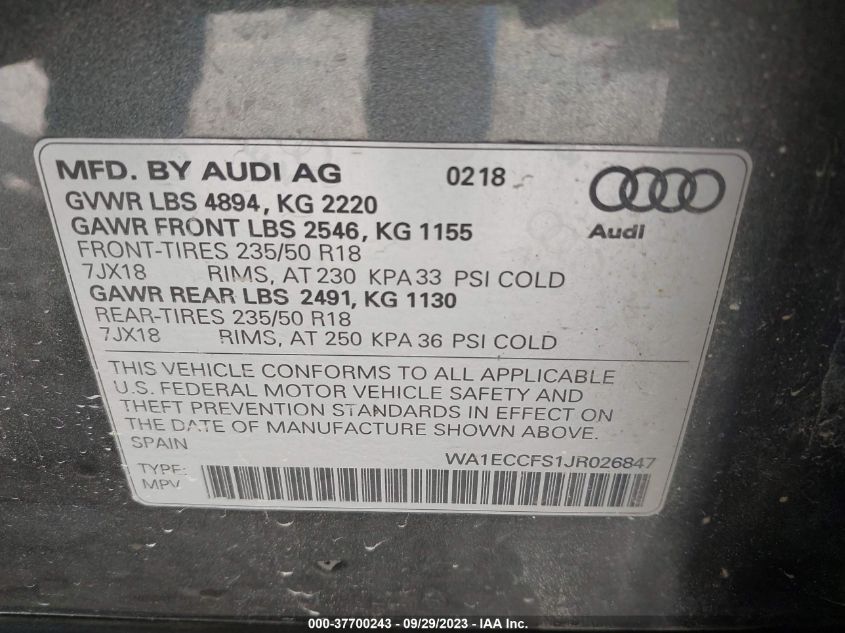 MFD. BY AUDI AG 0218
GVWR LBS 4894, KG 2220
GAWR FRONT LBS 2546, KG 1155
FRONT-TIRES 235/50 R18
7JX18 RIMS, AT 230 KPA 33 PSI COLD
GAWR REAR LBS 2491, KG 1130
REAR-TIRES 235/50 R18
7JX18 RIMS, AT 250 KPA 36 PSI COLD
Audi
THIS VEHICLE CONFORMS TO ALL APPLICABLE
U.S. FEDERAL MOTOR VEHICLE SAFETY AND
THEFT PREVENTION STANDARDS IN EFFECT ON
THE DATE OF MANUFACTURE SHOWN ABOVE.
SPAIN
WA1ECCFS1JR026847
TYPE:
MPV
000-37700243 - 09/29/2023 - IAA Inc.